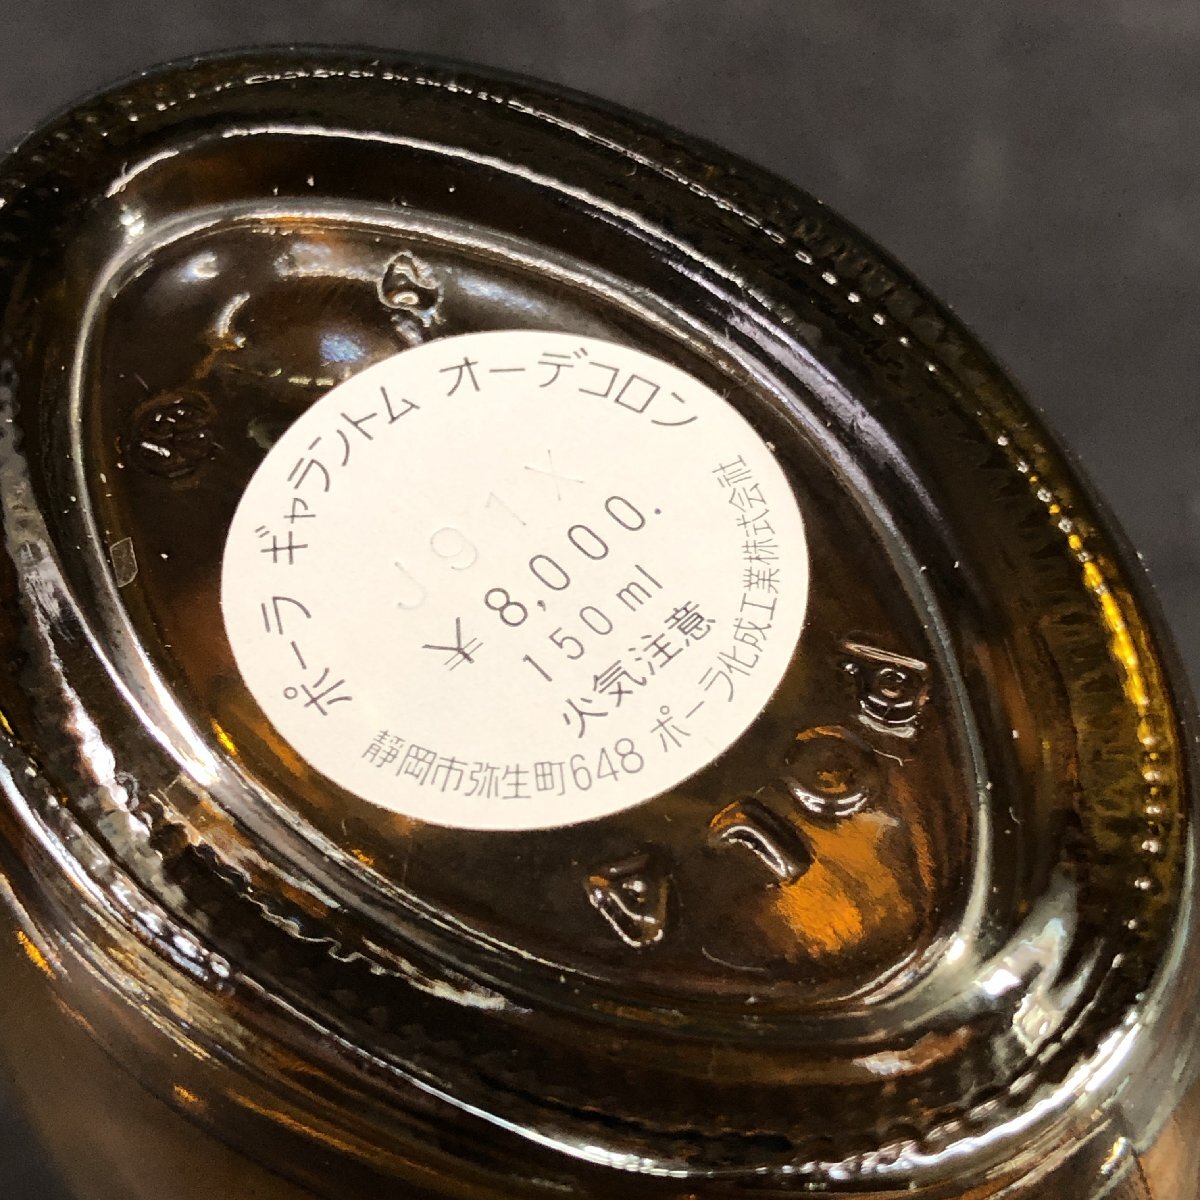 ポーラ ギャラントム オーデコロン
J91X
¥8,000.
150ml
火気注意
静岡市弥生町648 ポーラ化成工業株式会社
POLA